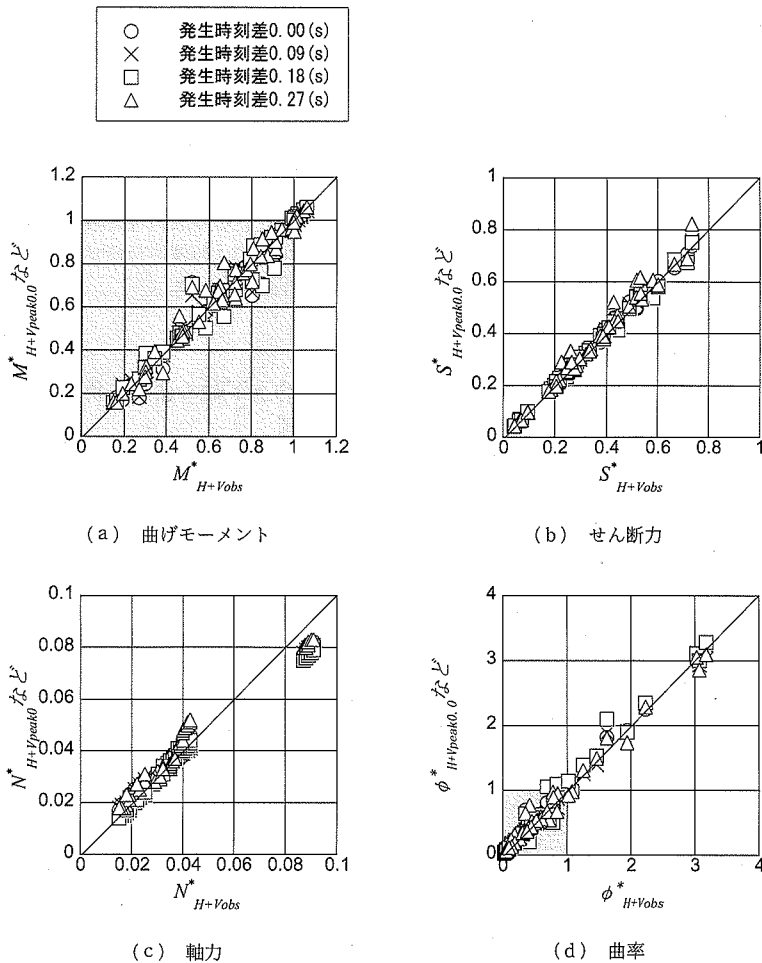 ○ 発生時刻差0.00(s)
× 発生時刻差0.09(s)
□ 発生時刻差0.18(s)
△ 発生時刻差0.27(s)
1.2
1
0.8
0.6
0.4
0.2
0
0 0.2 0.4 0.6 0.8 1 1.2
M*H+Vpeak0.0など
M*H+Vobs
(a) 曲げモーメント
1
0.8
0.6
0.4
0.2
0
0 0.2 0.4 0.6 0.8 1
S*H+Vpeak0.0など
S*H+Vobs
(b) せん断力
0.1
0.08
0.06
0.04
0.02
0
0 0.02 0.04 0.06 0.08 0.1
N*H+Vpeak0など
N*H+Vobs
(c) 軸力
4
3
2
1
0
0 1 2 3 4
φ*H+Vpeak0.0など
φ*H+Vobs
(d) 曲率